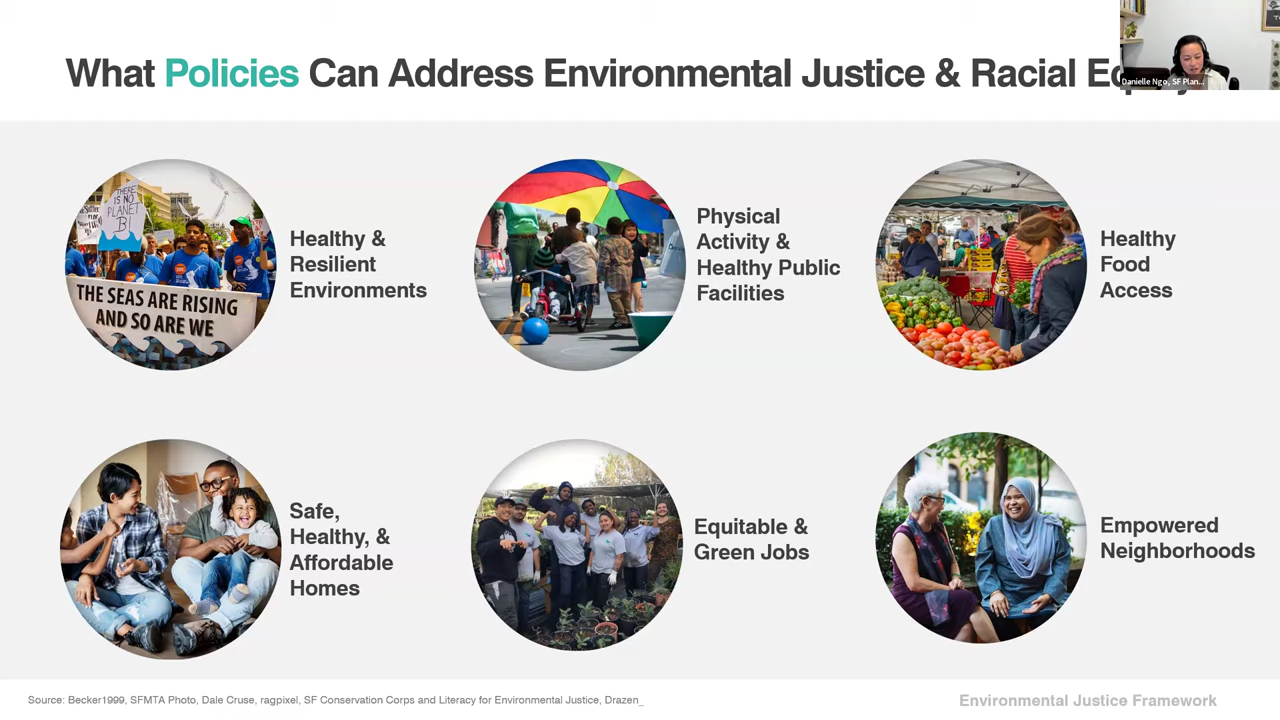 What Policies Can Address Environmental Justice & Racial Eq
Danielle Ngo, SF Plan...
THERE
IS NO
PLANET
B!
THE SEAS ARE RISING
AND SO ARE WE
Healthy &
Resilient
Environments
Physical
Activity &
Healthy Public
Facilities
Healthy
Food
Access
Safe,
Healthy, &
Affordable
Homes
Equitable &
Green Jobs
Empowered
Neighborhoods
Source: Becker1999, SFMTA Photo, Dale Cruse, ragpixel, SF Conservation Corps and Literacy for Environmental Justice, Drazen_
Environmental Justice Framework